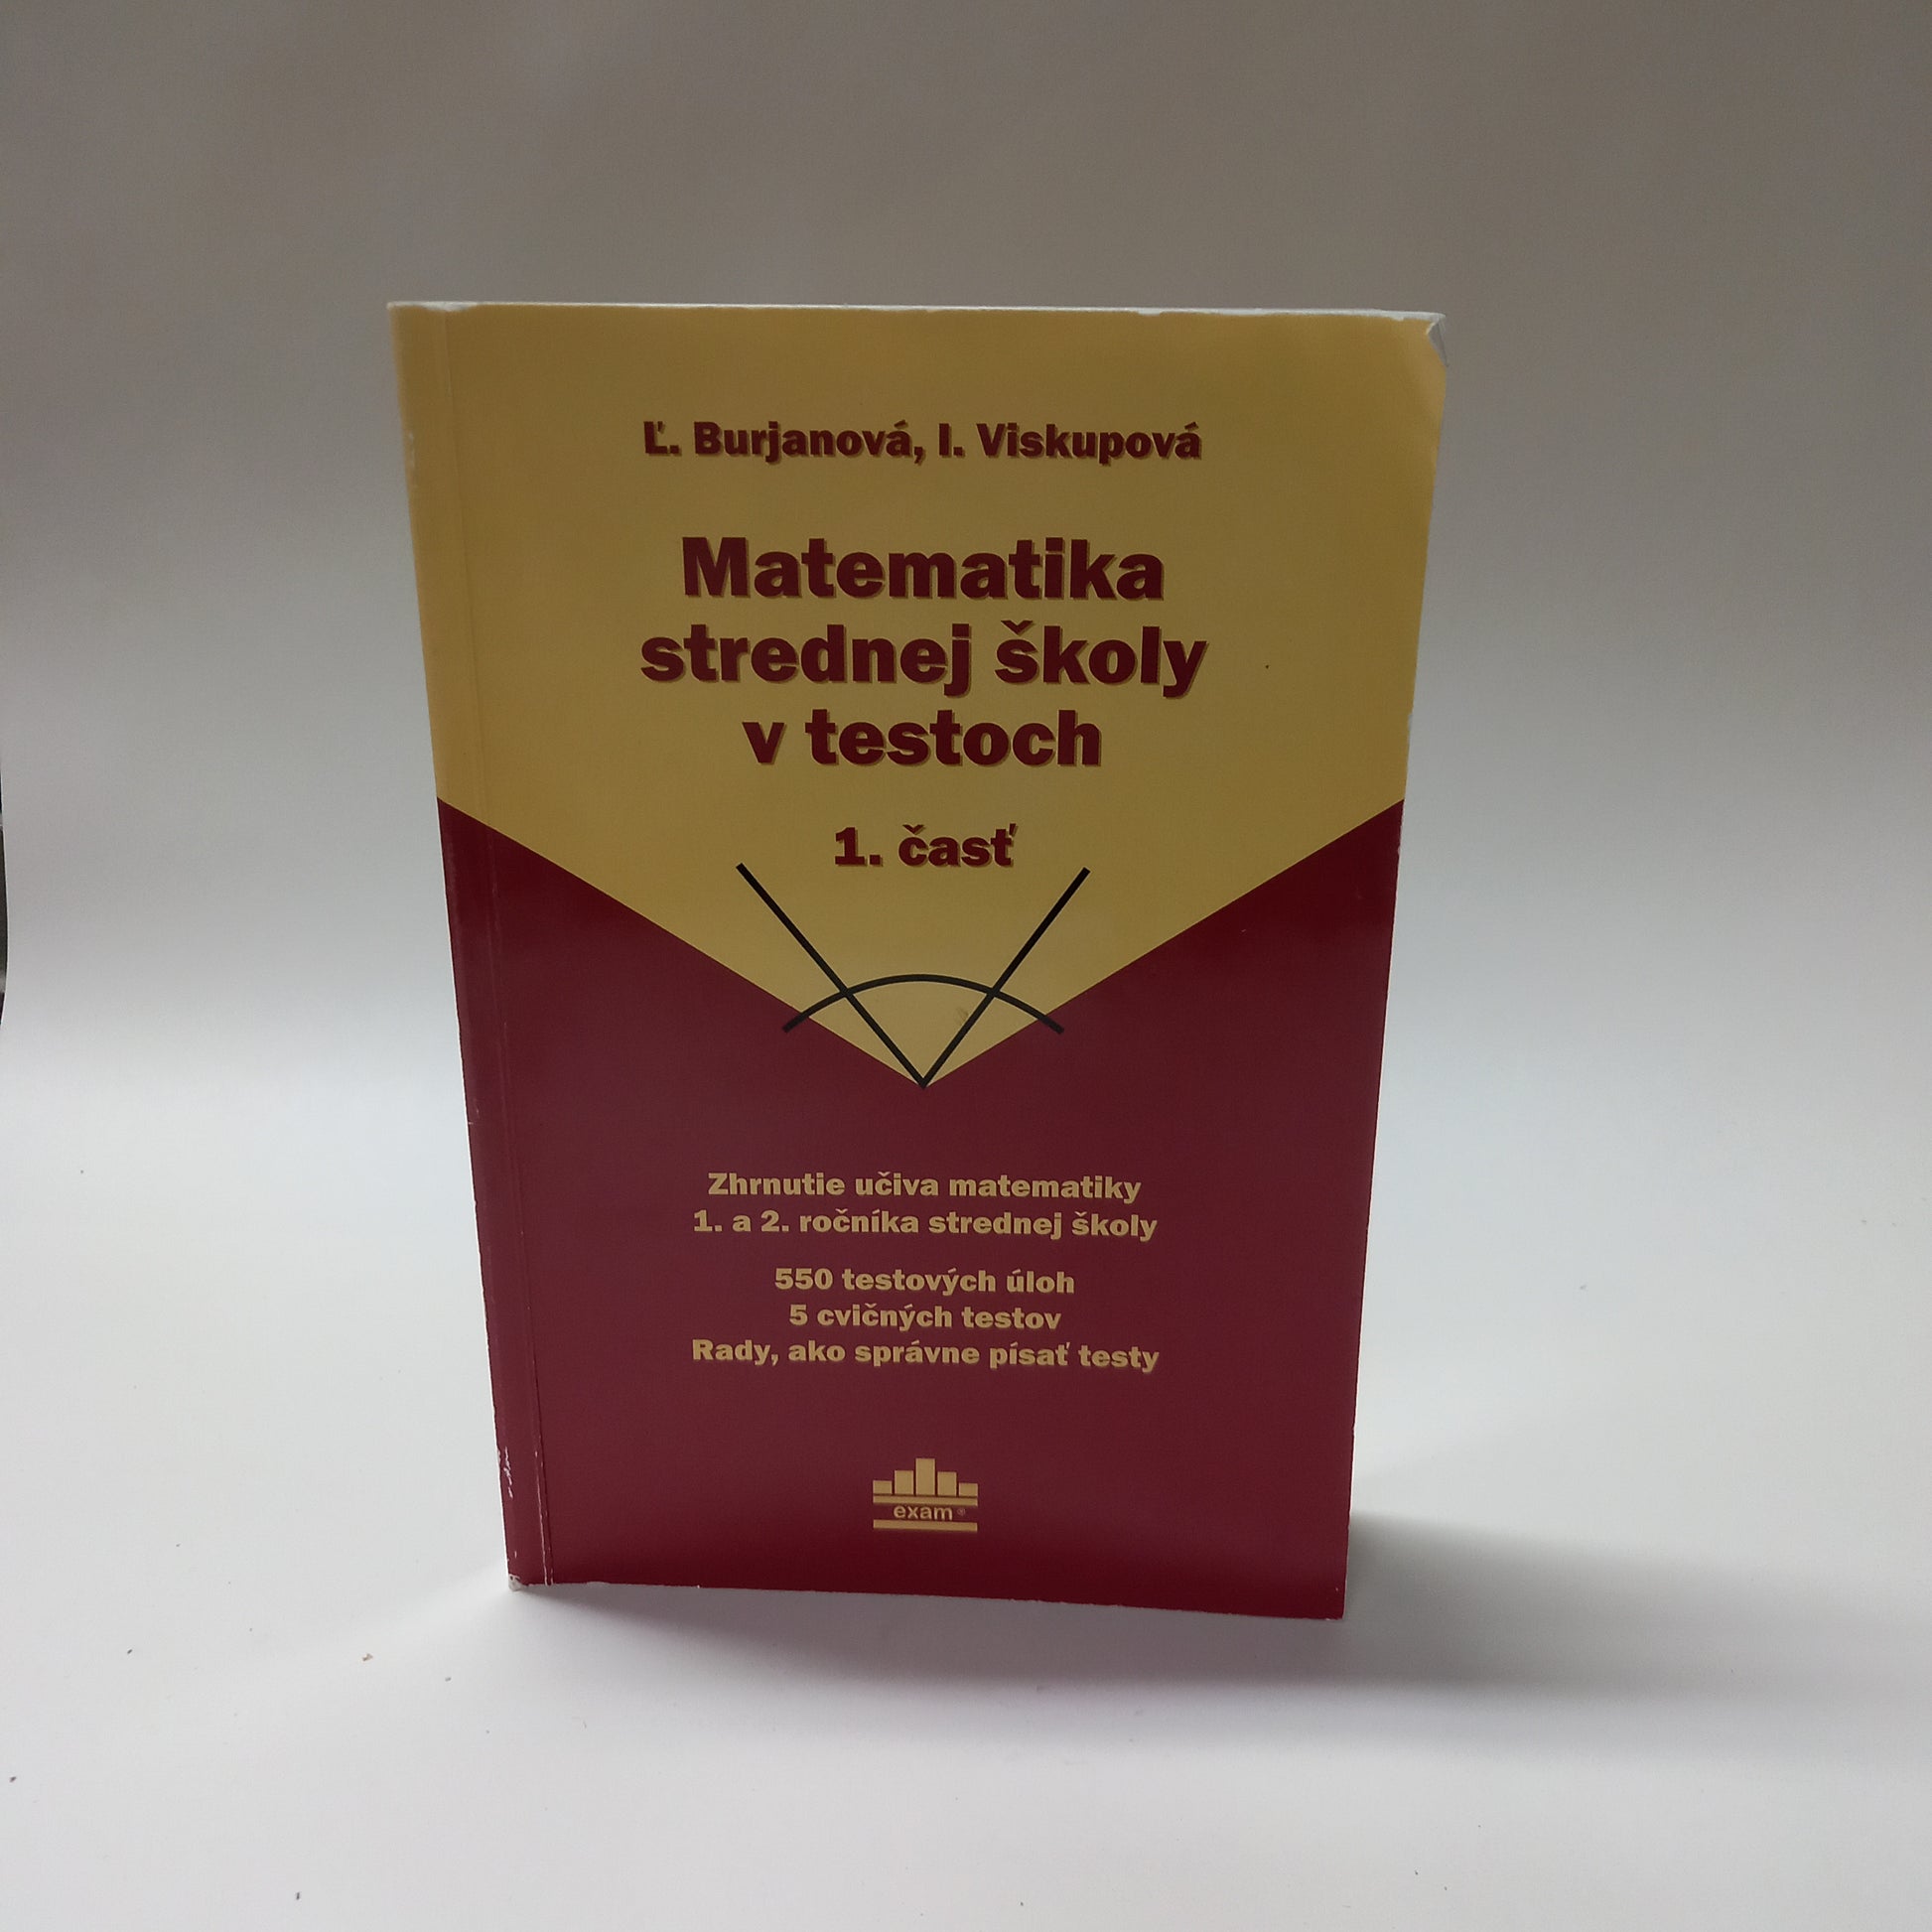 Ľ. Burjanová, I. Viskupová
Matematika
strednej školy
v testoch
1. časť
Zhrnutie učiva matematiky
1. a 2. ročníka strednej školy
550 testových úloh
5 cvičných testov
Rady, ako správne písať testy
exam®